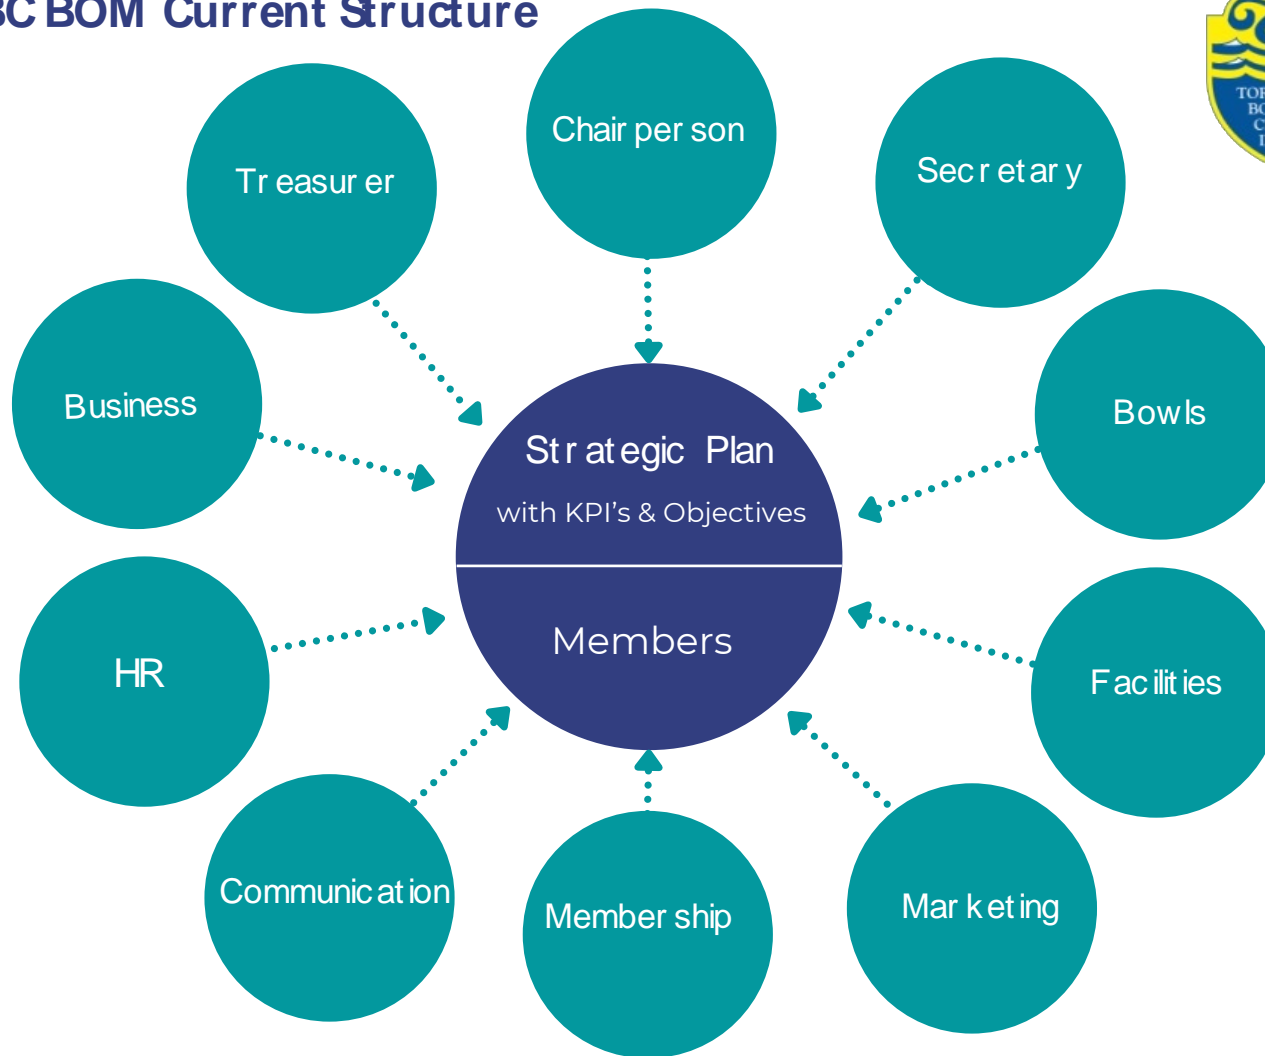 BC BOM Current Structure
Chairperson
Treasurer
Secretary
Business
Bowls
Strategic Plan
with KPI's & Objectives
Members
HR
Facilities
Communication
Membership
Marketing